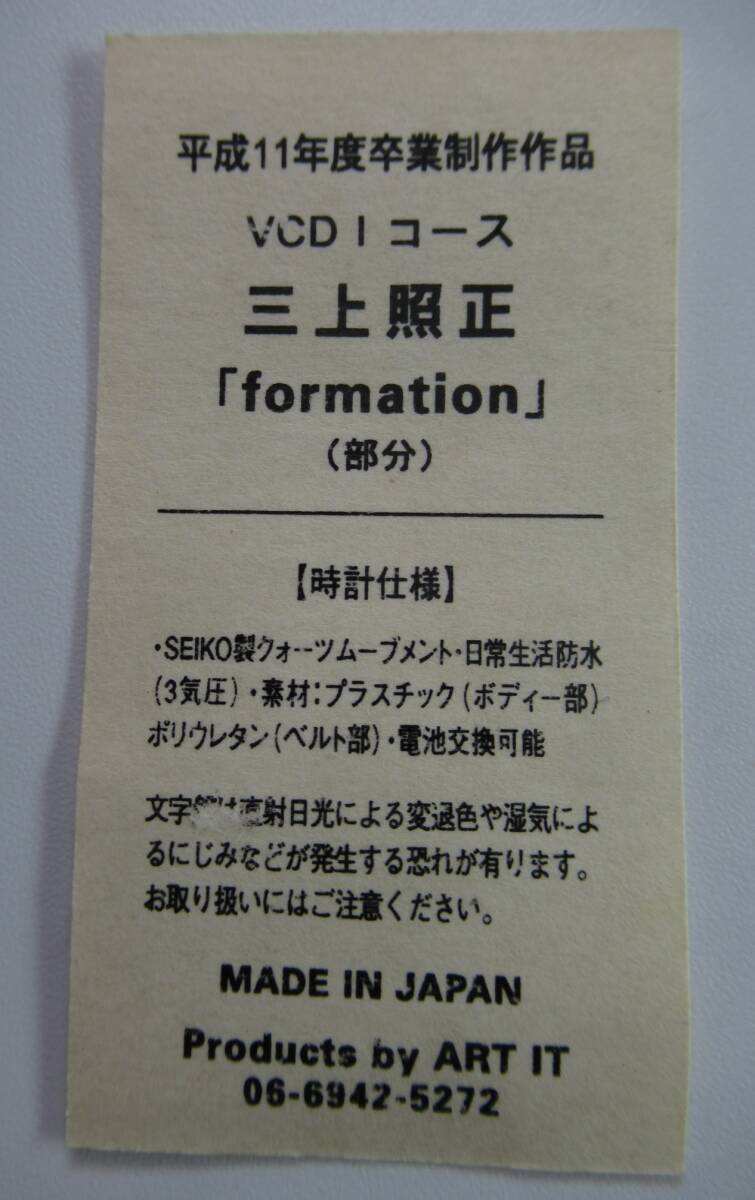 平成11年度卒業制作作品
VCD I コース
三上照正
「formation」
(部分)
【時計仕様】
・SEIKO製クォーツムーブメント・日常生活防水
(3気圧)・素材:プラスチック(ボディー部)
ポリウレタン(ベルト部)・電池交換可能
文字は直射日光による変退色や湿気によ
るにじみなどが発生する恐れが有ります。
お取り扱いにはご注意ください。
MADE IN JAPAN
Products by ART IT
06-6942-5272